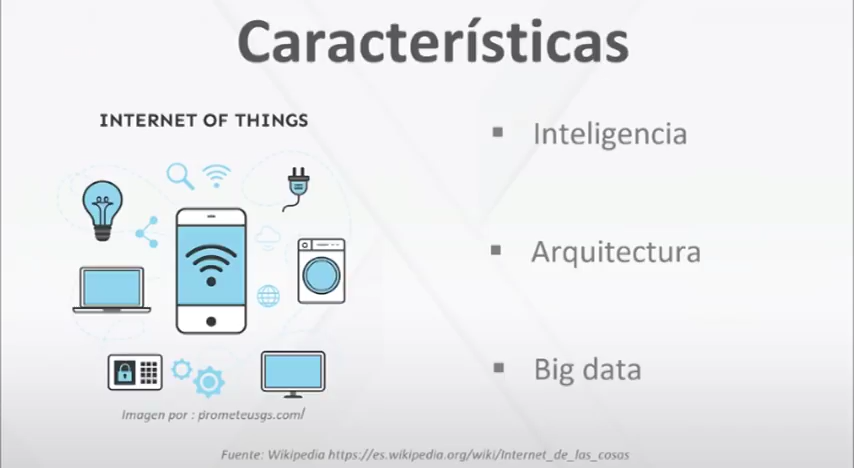 Características
INTERNET OF THINGS
Inteligencia
Arquitectura
Big data
Imagen por : prometeusgs.com/
Fuente: Wikipedia https://es.wikipedia.org/wiki/Internet_de_las_cosas